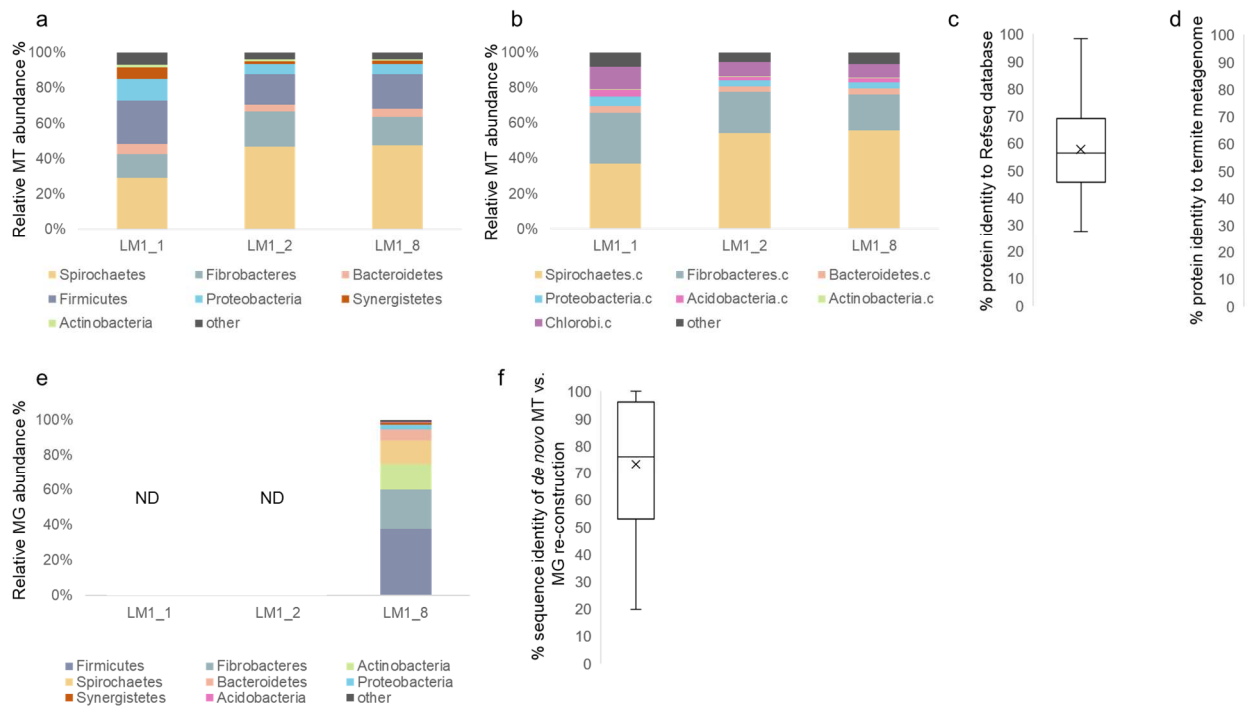 a
Relative MT abundance %
100%
80%
60%
40%
20%
0%
LM1_1 LM1_2 LM1_8
Spirochaetes Fibrobacteres Bacteroidetes
Firmicutes Proteobacteria Synergistetes
Actinobacteria other
b
Relative MT abundance %
100%
80%
60%
40%
20%
0%
LM1_1 LM1_2 LM1_8
Spirochaetes.c Fibrobacteres.c Bacteroidetes.c
Proteobacteria.c Acidobacteria.c Actinobacteria.c
Chlorobi.c other
c
% protein identity to Refseq database
100
90
80
70
60
50
40
30
20
10
0
d
% protein identity to termite metagenome
100
90
80
70
60
50
40
30
20
10
0
e
Relative MG abundance %
100%
80%
60%
40%
20%
0%
ND ND
LM1_1 LM1_2 LM1_8
Firmicutes Fibrobacteres Actinobacteria
Spirochaetes Bacteroidetes Proteobacteria
Synergistetes Acidobacteria other
f
% sequence identity of de novo MT vs.
MG re-construction
100
90
80
70
60
50
40
30
20
10
0